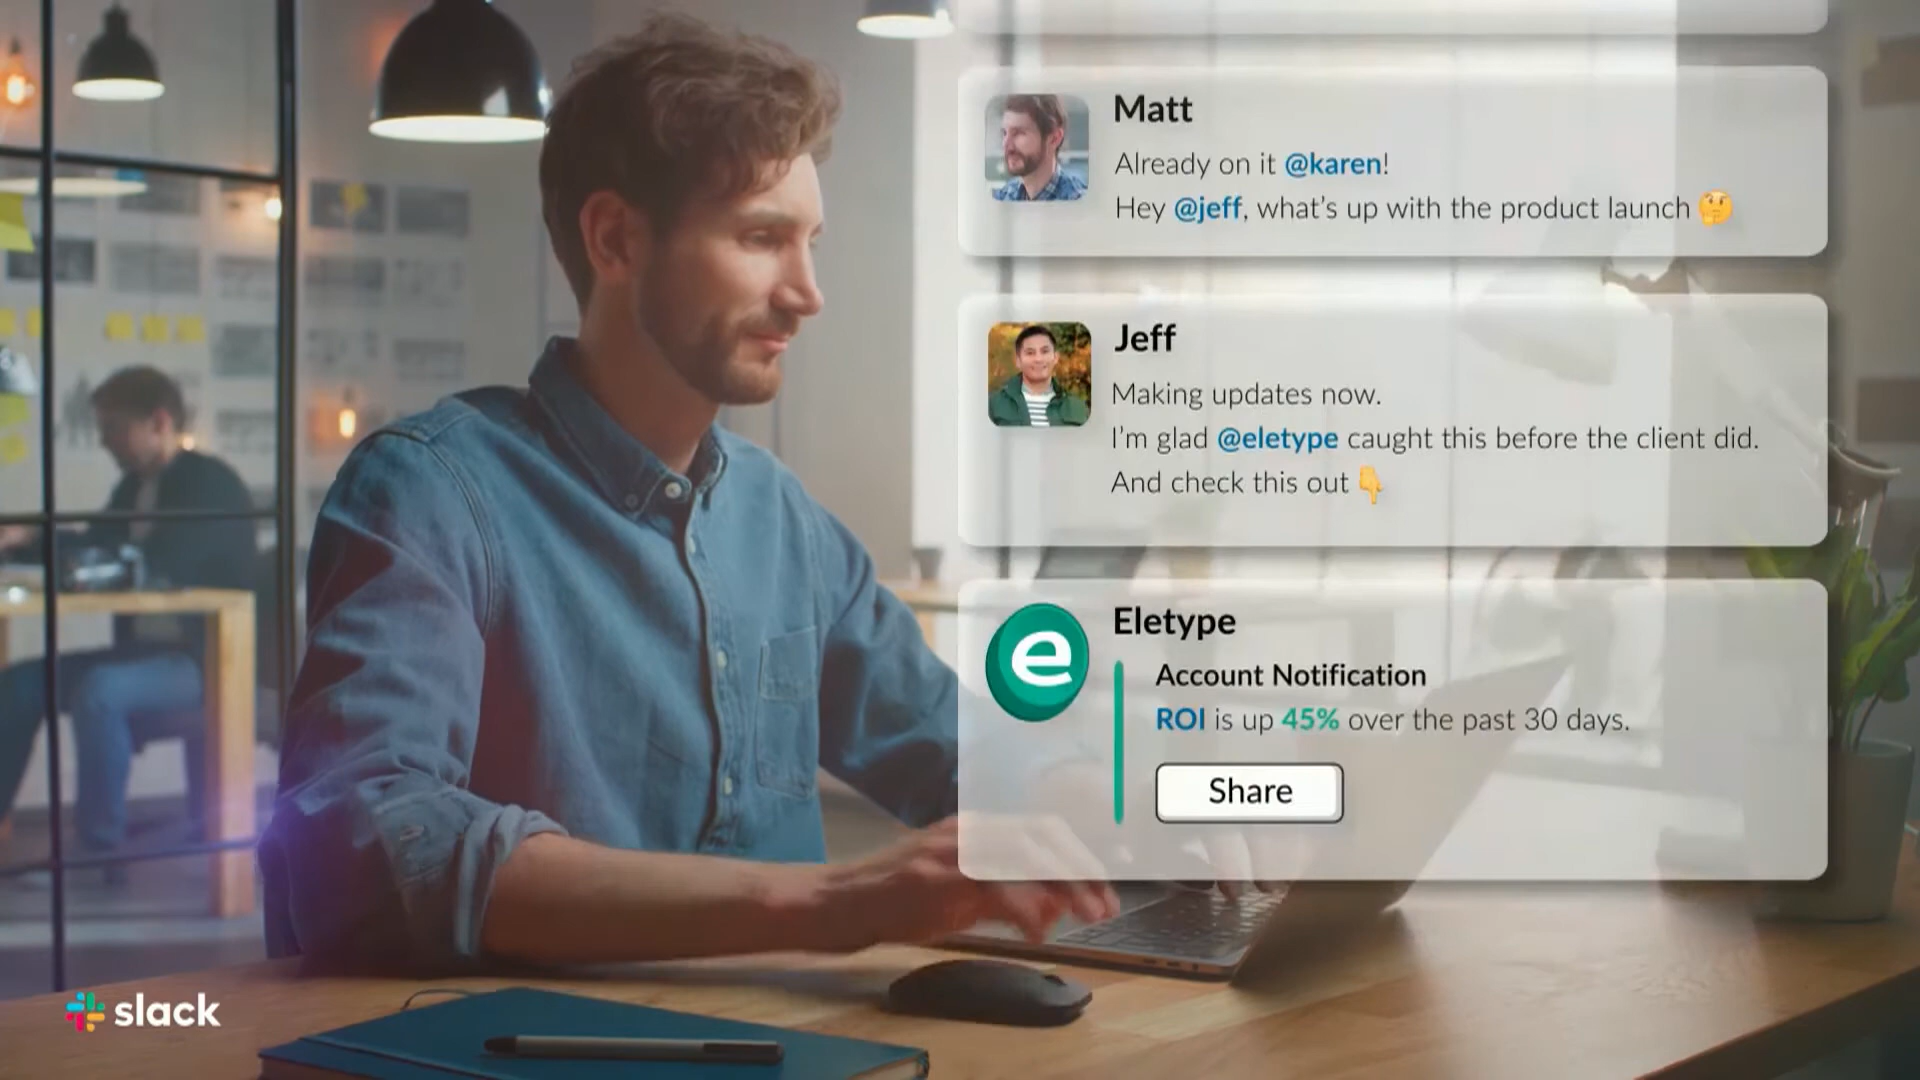 Matt
Already on it @karen!
Hey @jeff, what's up with the product launch 🤔
Jeff
Making updates now.
I'm glad @eletype caught this before the client did.
And check this out 👇
e
Eletype
Account Notification
ROI is up 45% over the past 30 days.
Share
slack